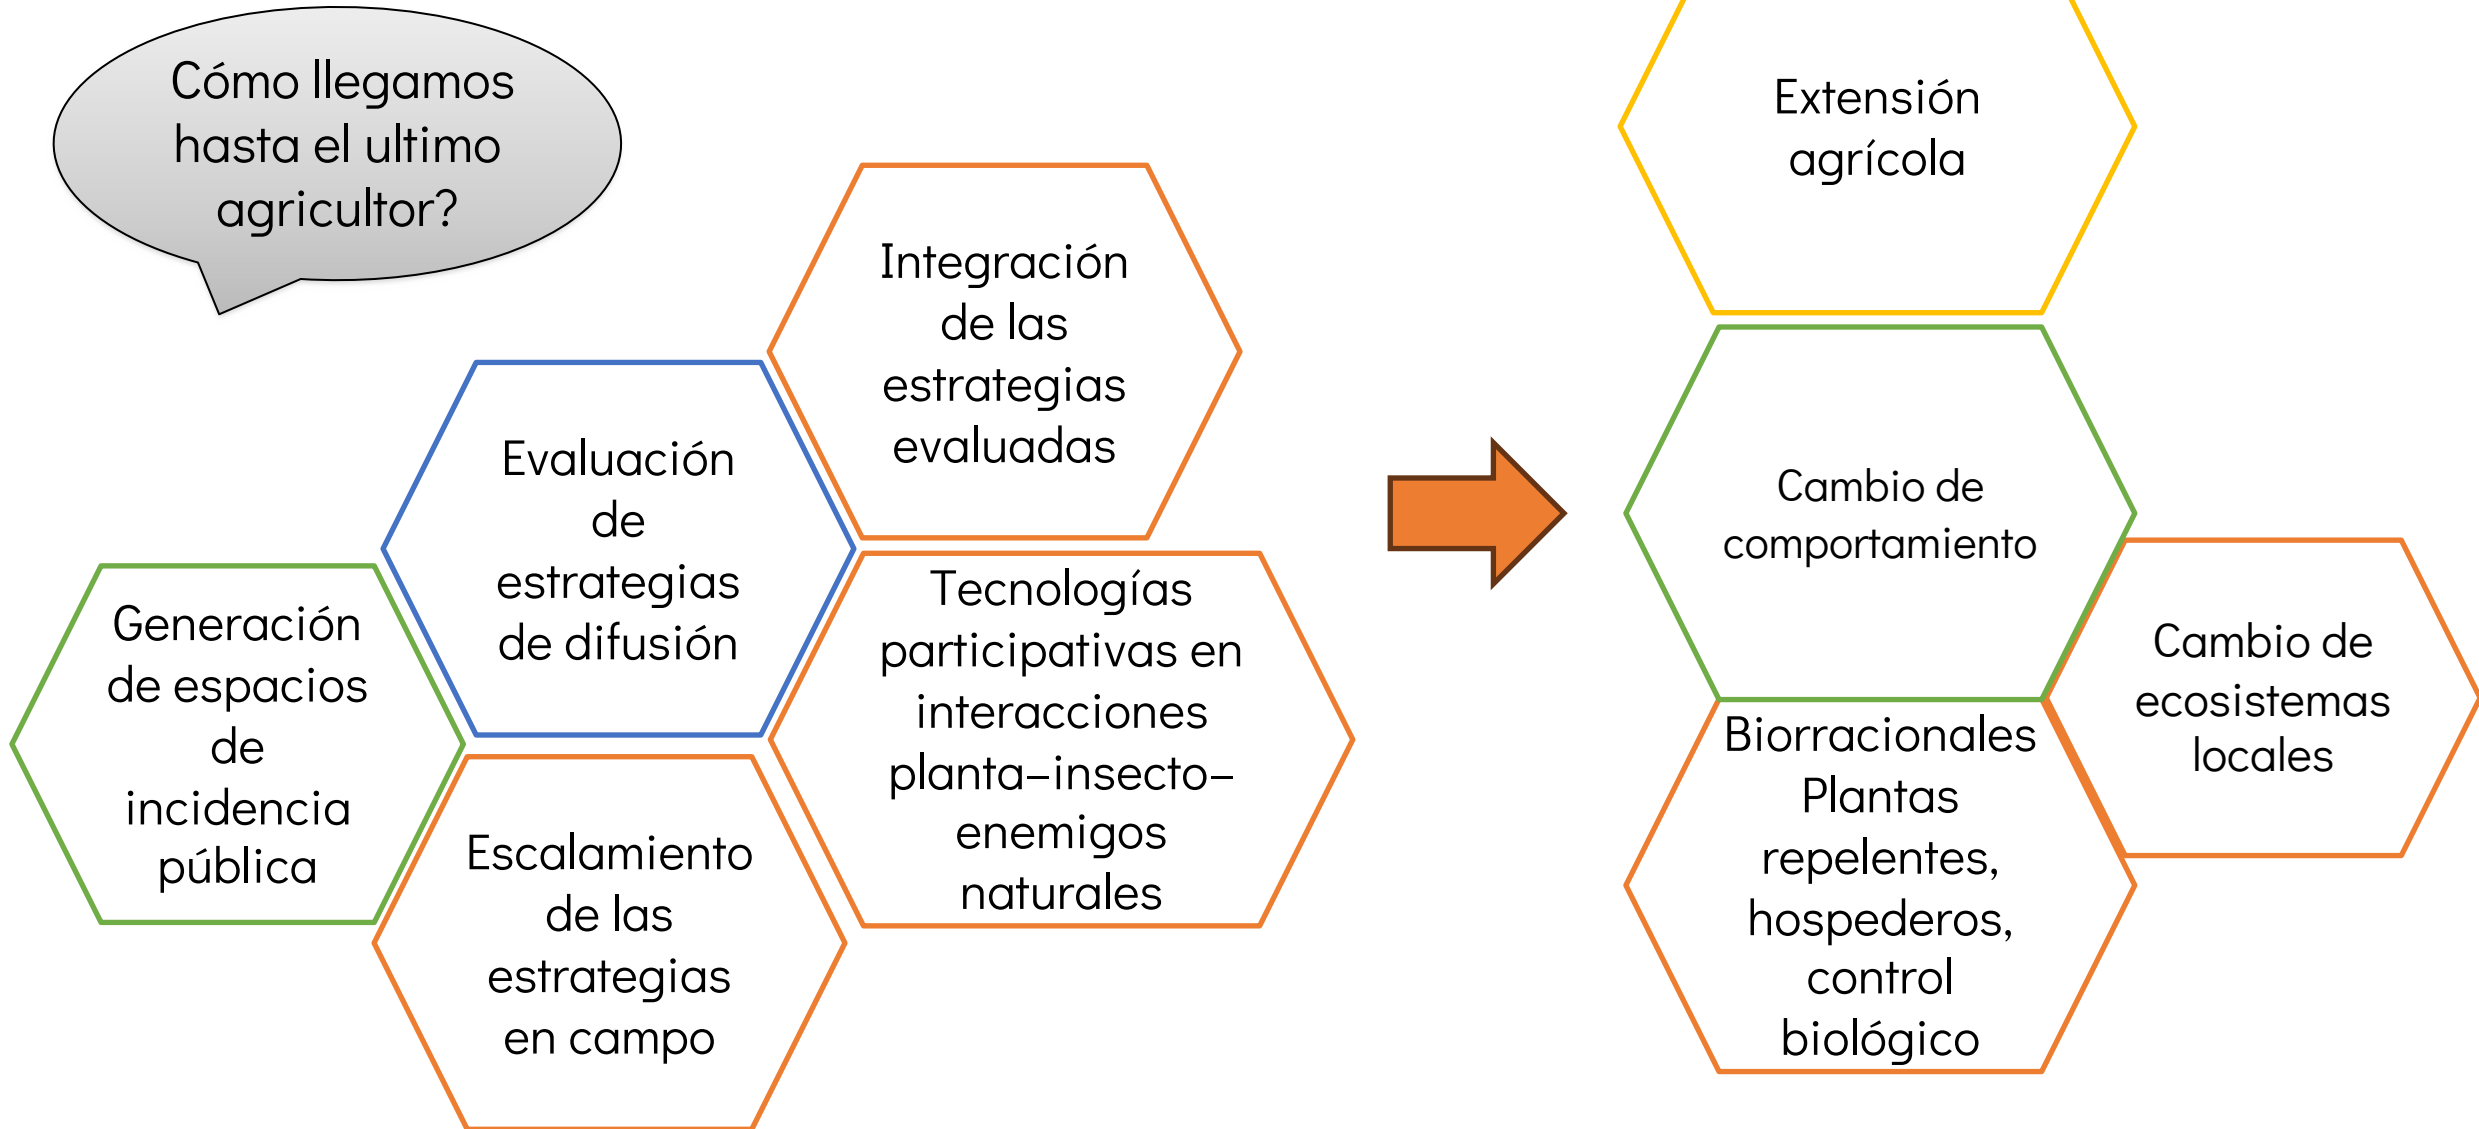 Cómo llegamos
hasta el ultimo
agricultor?
Integración
de las
estrategias
evaluadas
Evaluación
de
estrategias
de difusión
Generación
de espacios
de
incidencia
pública
Tecnologías
participativas en
interacciones
planta–insecto–
enemigos
naturales
Escalamiento
de las
estrategias
en campo
Extensión
agrícola
Cambio de
comportamiento
Cambio de
ecosistemas
locales
Biorracionales
Plantas
repelentes,
hospederos,
control
biológico